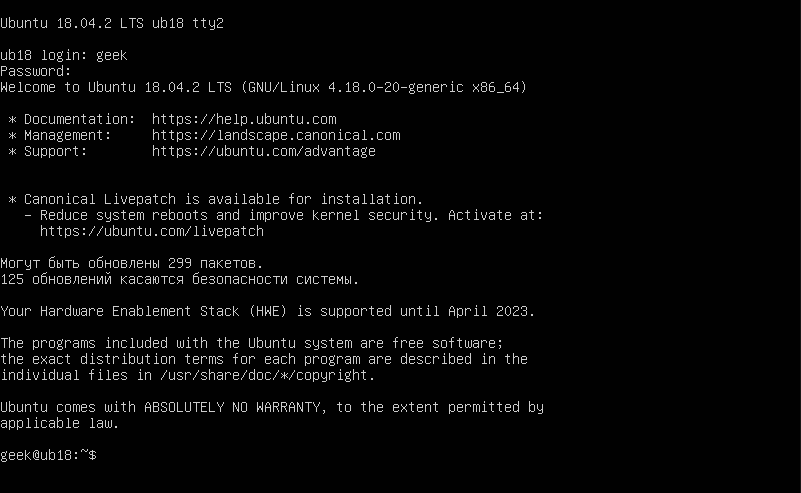 Ubuntu 18.04.2 LTS ub18 tty2
ub18 login: geek
Password:
Welcome to Ubuntu 18.04.2 LTS (GNU/Linux 4.18.0-20-generic x86_64)
* Documentation:  https://help.ubuntu.com
* Management:     https://landscape.canonical.com
* Support:        https://ubuntu.com/advantage
* Canonical Livepatch is available for installation.
- Reduce system reboots and improve kernel security. Activate at:
https://ubuntu.com/livepatch
Могут быть обновлены 299 пакетов.
125 обновлений касаются безопасности системы.
Your Hardware Enablement Stack (HWE) is supported until April 2023.
The programs included with the Ubuntu system are free software;
the exact distribution terms for each program are described in the
individual files in /usr/share/doc/*/copyright.
Ubuntu comes with ABSOLUTELY NO WARRANTY, to the extent permitted by
applicable law.
geek@ub18:~$